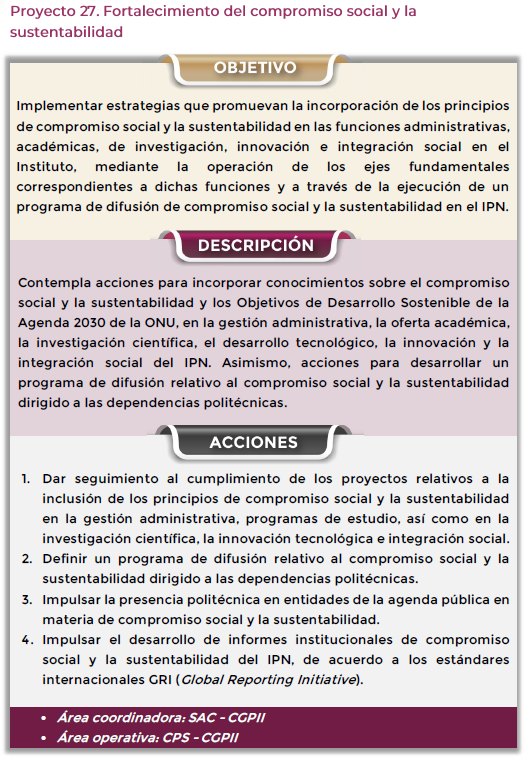 Proyecto 27. Fortalecimiento del compromiso social y la
sustentabilidad
OBJETIVO
Implementar estrategias que promuevan la incorporación de los principios
de compromiso social y la sustentabilidad en las funciones administrativas,
académicas, de investigación, innovación e integración social en el
Instituto, mediante la operación de los ejes fundamentales
correspondientes a dichas funciones y a través de la ejecución de un
programa de difusión de compromiso social y la sustentabilidad en el IPN.
DESCRIPCIÓN
Contempla acciones para incorporar conocimientos sobre el compromiso
social y la sustentabilidad y los Objetivos de Desarrollo Sostenible de la
Agenda 2030 de la ONU, en la gestión administrativa, la oferta académica,
la investigación científica, el desarrollo tecnológico, la innovación y la
integración social del IPN. Asimismo, acciones para desarrollar un
programa de difusión relativo al compromiso social y la sustentabilidad
dirigido a las dependencias politécnicas.
ACCIONES
1. Dar seguimiento al cumplimiento de los proyectos relativos a la
inclusión de los principios de compromiso social y la sustentabilidad
en la gestión administrativa, programas de estudio, así como en la
investigación científica, la innovación tecnológica e integración social.
2. Definir un programa de difusión relativo al compromiso social y la
sustentabilidad dirigido a las dependencias politécnicas.
3. Impulsar la presencia politécnica en entidades de la agenda pública en
materia de compromiso social y la sustentabilidad.
4. Impulsar el desarrollo de informes institucionales de compromiso
social y la sustentabilidad del IPN, de acuerdo a los estándares
internacionales GRI (Global Reporting Initiative).
• Área coordinadora: SAC - CGPII
• Área operativa: CPS - CGPII